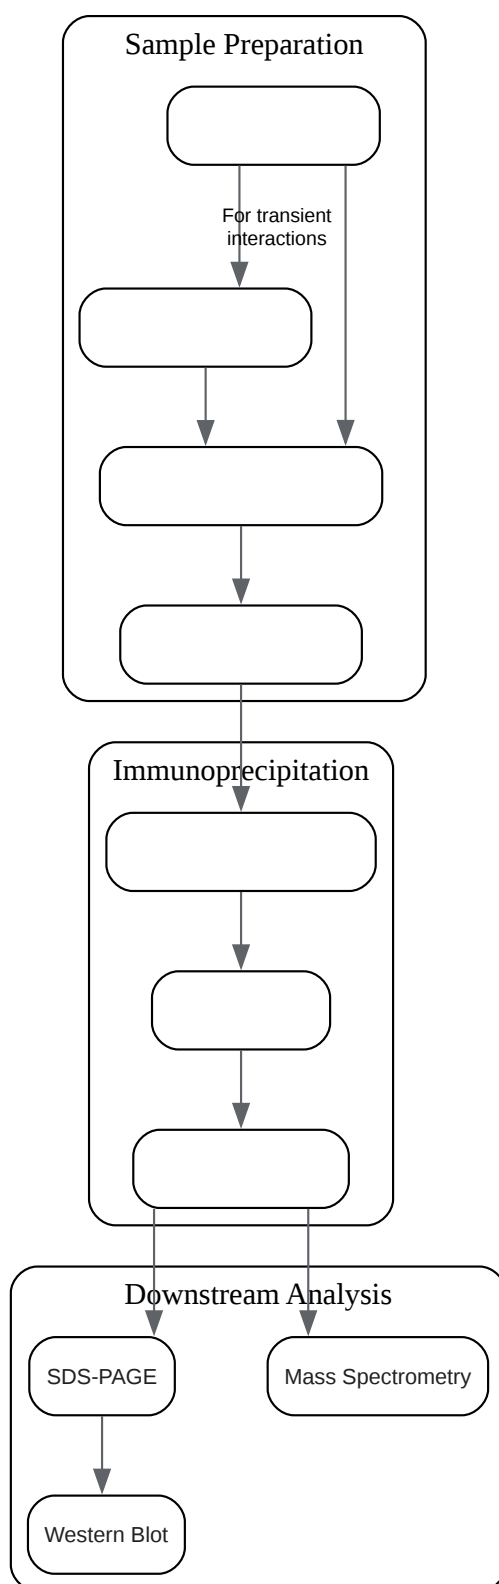 Sample Preparation
For transient
interactions
Immunoprecipitation
Downstream Analysis
SDS-PAGE
Mass Spectrometry
Western Blot